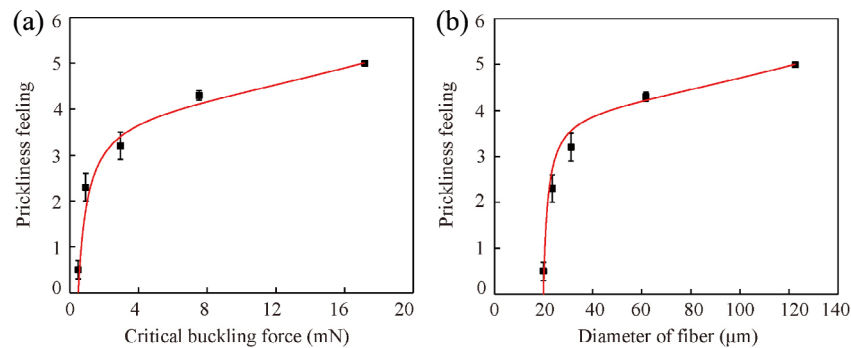 (a)
Prickliness feeling
6
5
4
3
2
1
0
0 4 8 12 16 20
Critical buckling force (mN)
(b)
Prickliness feeling
6
5
4
3
2
1
0
0 20 40 60 80 100 120 140
Diameter of fiber (μm)